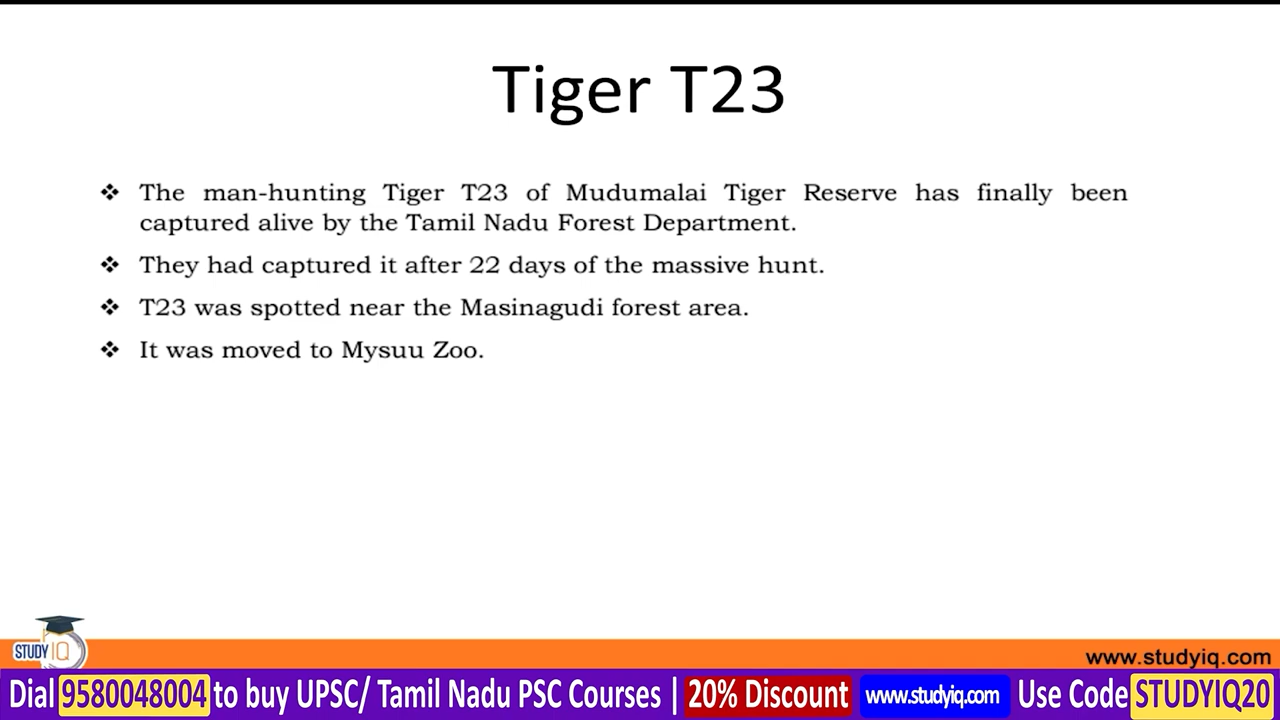 Tiger T23
❖ The man-hunting Tiger T23 of Mudumalai Tiger Reserve has finally been
captured alive by the Tamil Nadu Forest Department.
❖ They had captured it after 22 days of the massive hunt.
❖ T23 was spotted near the Masinagudi forest area.
❖ It was moved to Mysuu Zoo.
STUDY IQ
www.studyiq.com
Dial 9580048004 to buy UPSC/ Tamil Nadu PSC Courses | 20% Discount www.studyiq.com Use Code STUDYIQ20